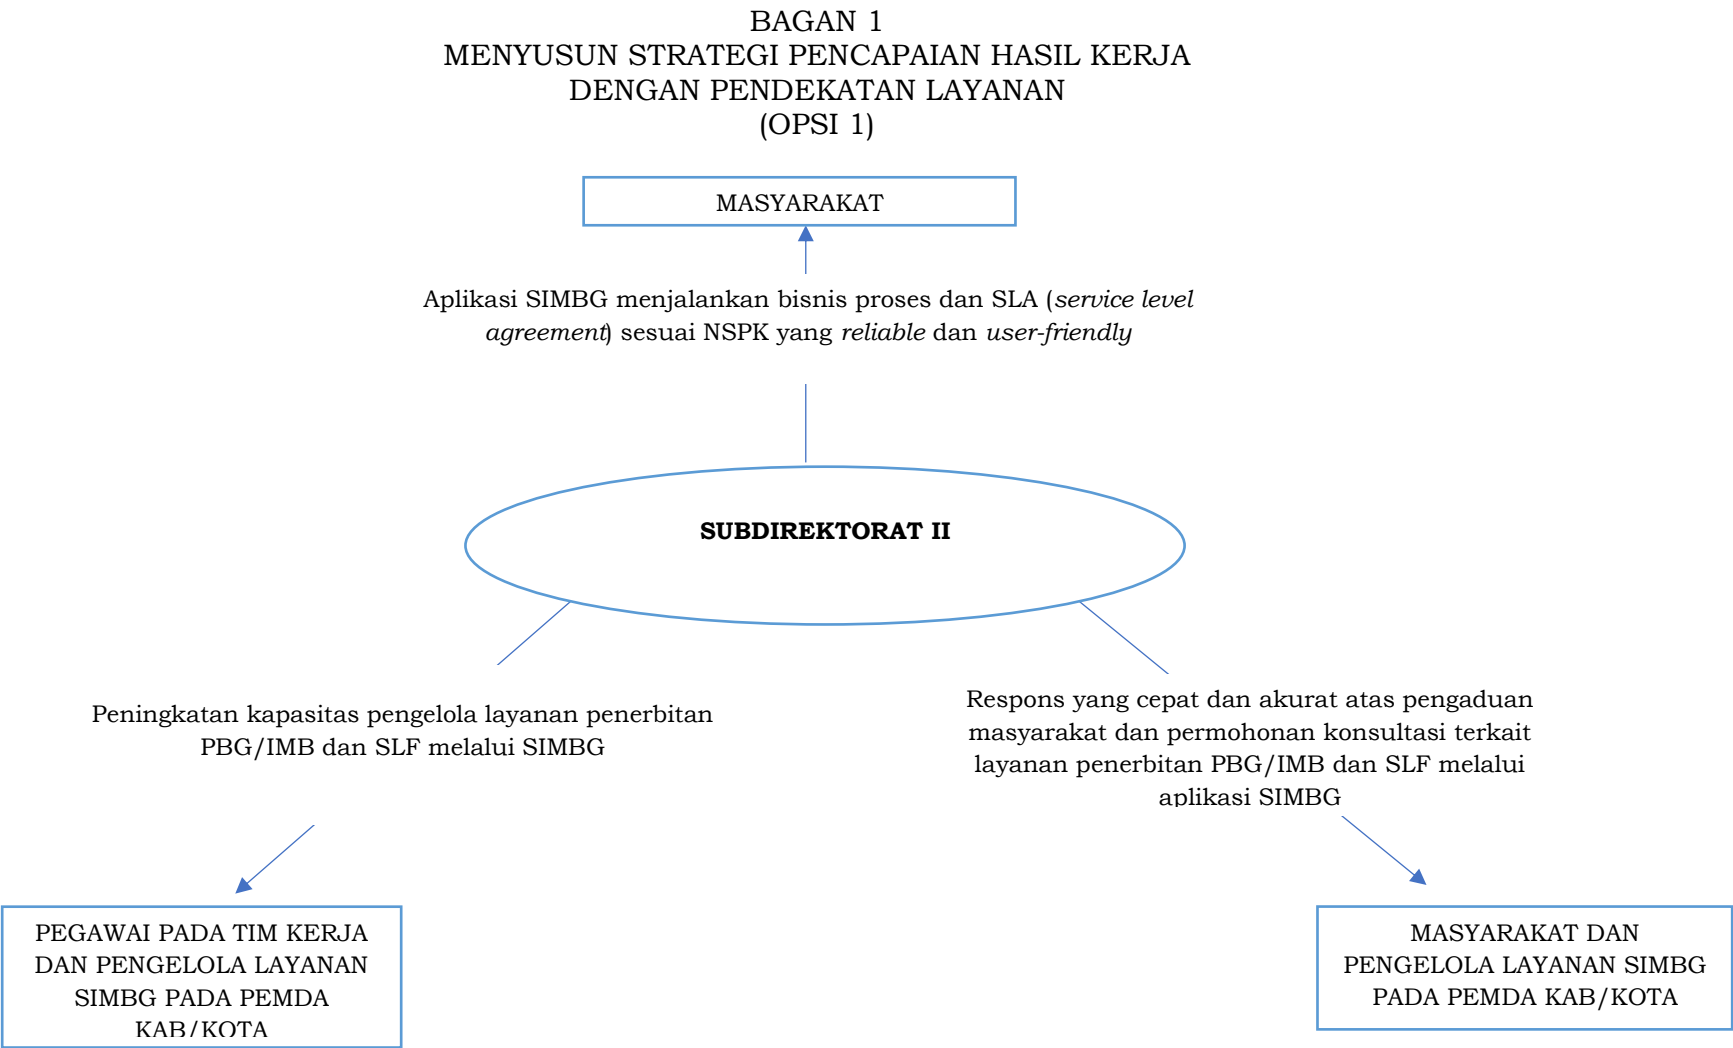 BAGAN 1
MENYUSUN STRATEGI PENCAPAIAN HASIL KERJA
DENGAN PENDEKATAN LAYANAN
(OPSI 1)
MASYARAKAT
Aplikasi SIMBG menjalankan bisnis proses dan SLA (service level
agreement) sesuai NSPK yang reliable dan user-friendly
SUBDIREKTORAT II
Peningkatan kapasitas pengelola layanan penerbitan
PBG/IMB dan SLF melalui SIMBG
Respons yang cepat dan akurat atas pengaduan
masyarakat dan permohonan konsultasi terkait
layanan penerbitan PBG/IMB dan SLF melalui
aplikasi SIMBG
PEGAWAI PADA TIM KERJA
DAN PENGELOLA LAYANAN
SIMBG PADA PEMDA
KAB/KOTA
MASYARAKAT DAN
PENGELOLA LAYANAN SIMBG
PADA PEMDA KAB/KOTA